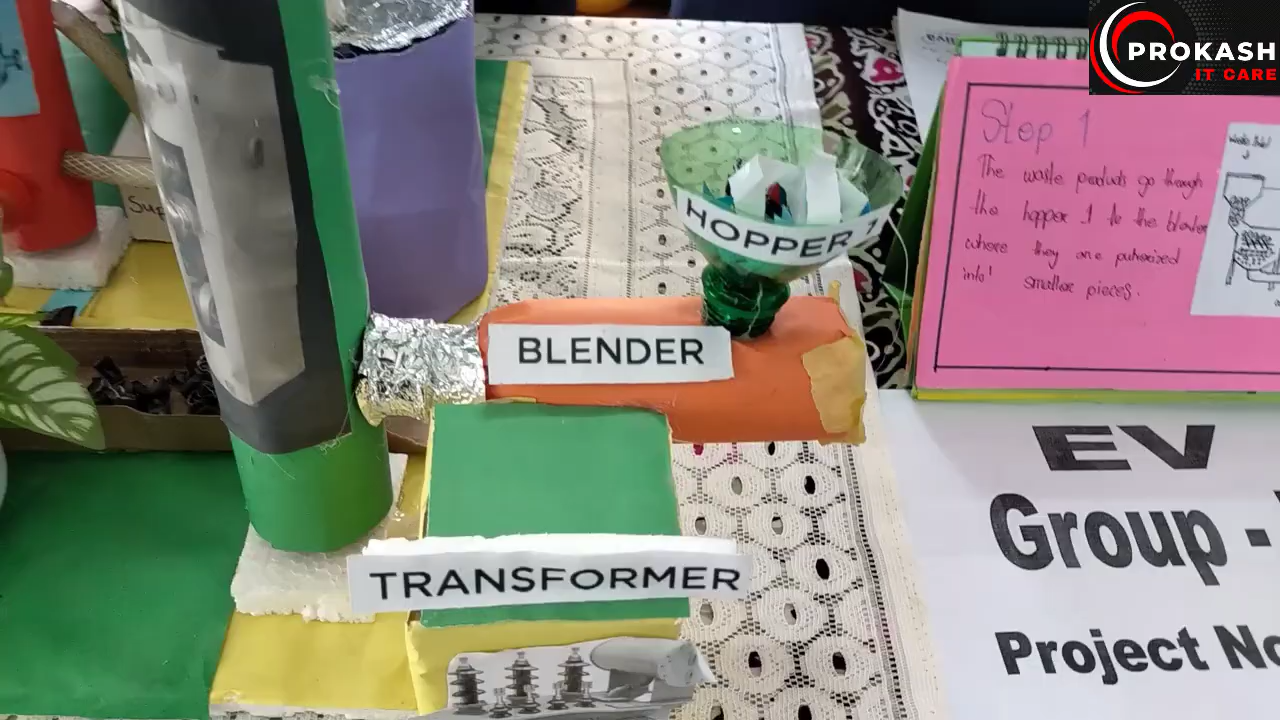 PROKASH
IT CARE
Step 1
The waste products go through
the hopper 1 to the blender
where they are pulverized
into smaller pieces.
HOPPER 1
BLENDER
TRANSFORMER
EV
Group -
Project No
Sup